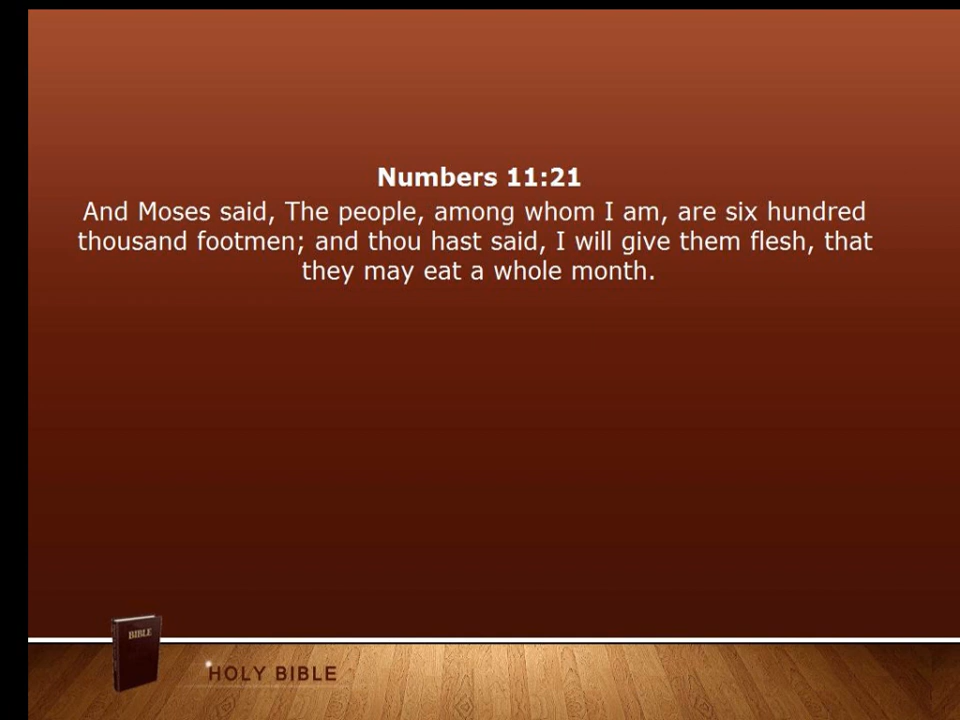 Numbers 11:21
And Moses said, The people, among whom I am, are six hundred
thousand footmen; and thou hast said, I will give them flesh, that
they may eat a whole month.
BIBLE
HOLY BIBLE